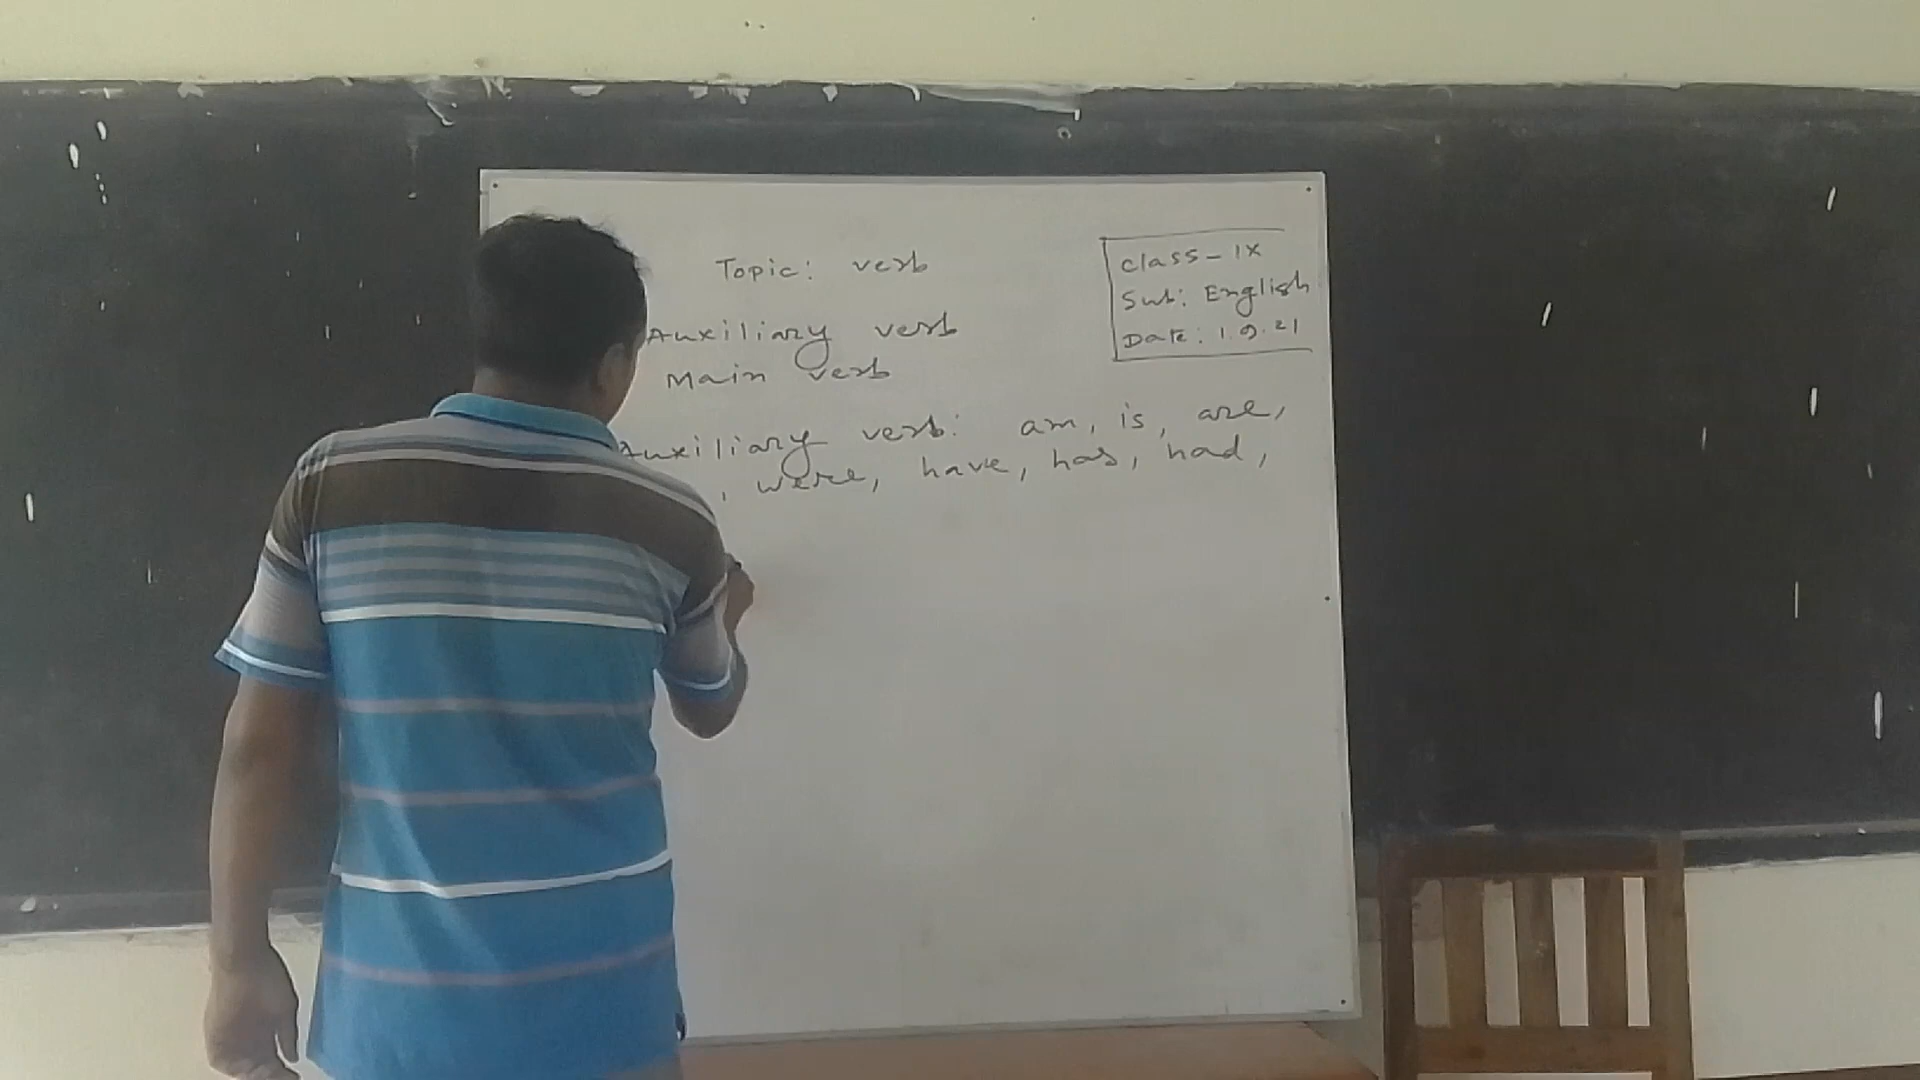 Topic: verb
class - IX
Sub: English
Date: 1.9.21
Auxiliary verb
Main verb
Auxiliary verb: am, is, are,
, were, have, has, had,